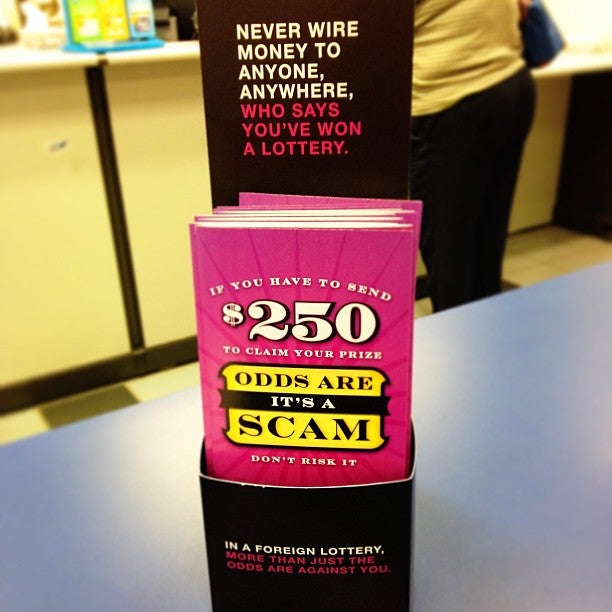 NEVER WIRE
MONEY TO
ANYONE,
ANYWHERE,
WHO SAYS
YOU'VE WON
A LOTTERY.
IF YOU HAVE TO SEND
$250
TO CLAIM YOUR PRIZE
ODDS ARE
IT'S A
SCAM
DON'T RISK IT
IN A FOREIGN LOTTERY,
MORE THAN JUST THE
ODDS ARE AGAINST YOU.